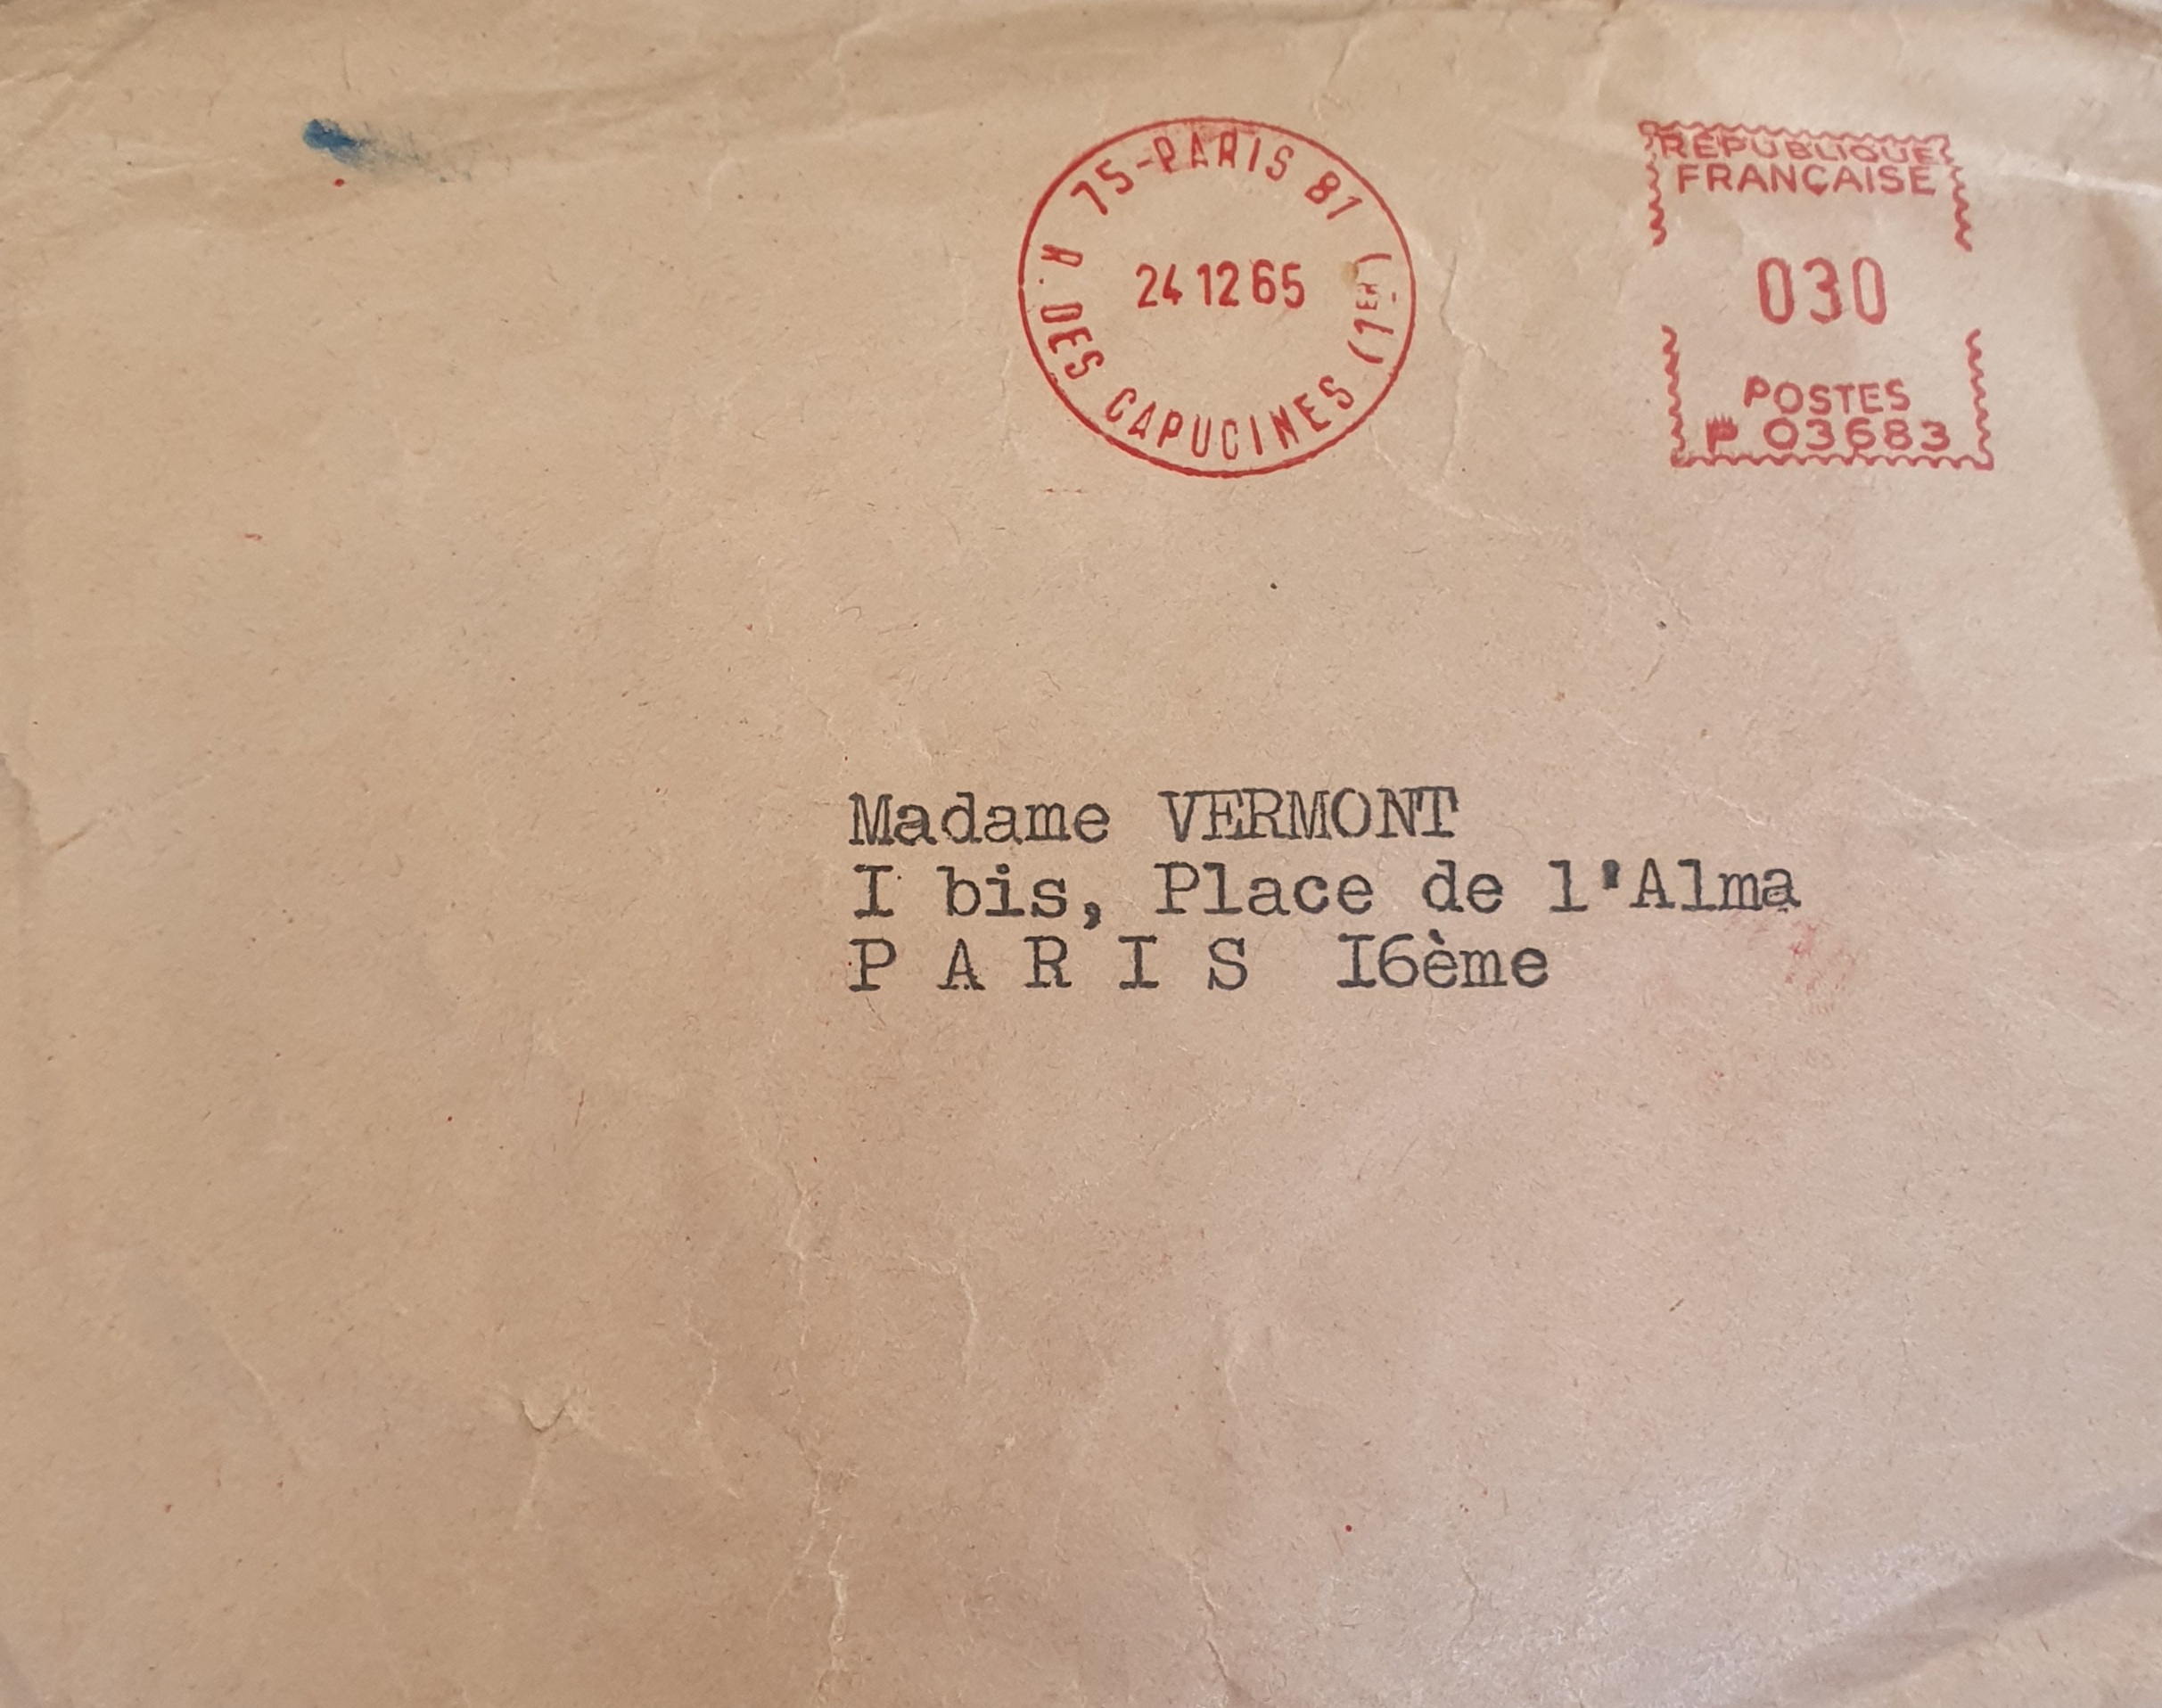 75-PARIS 81
24 12 65
R. DES CAPUCINES (1ER)
RÉPUBLIQUE
FRANÇAISE
030
POSTES
P 03683
Madame VERMONT
I bis, Place de l'Alma
P A R I S I6ème